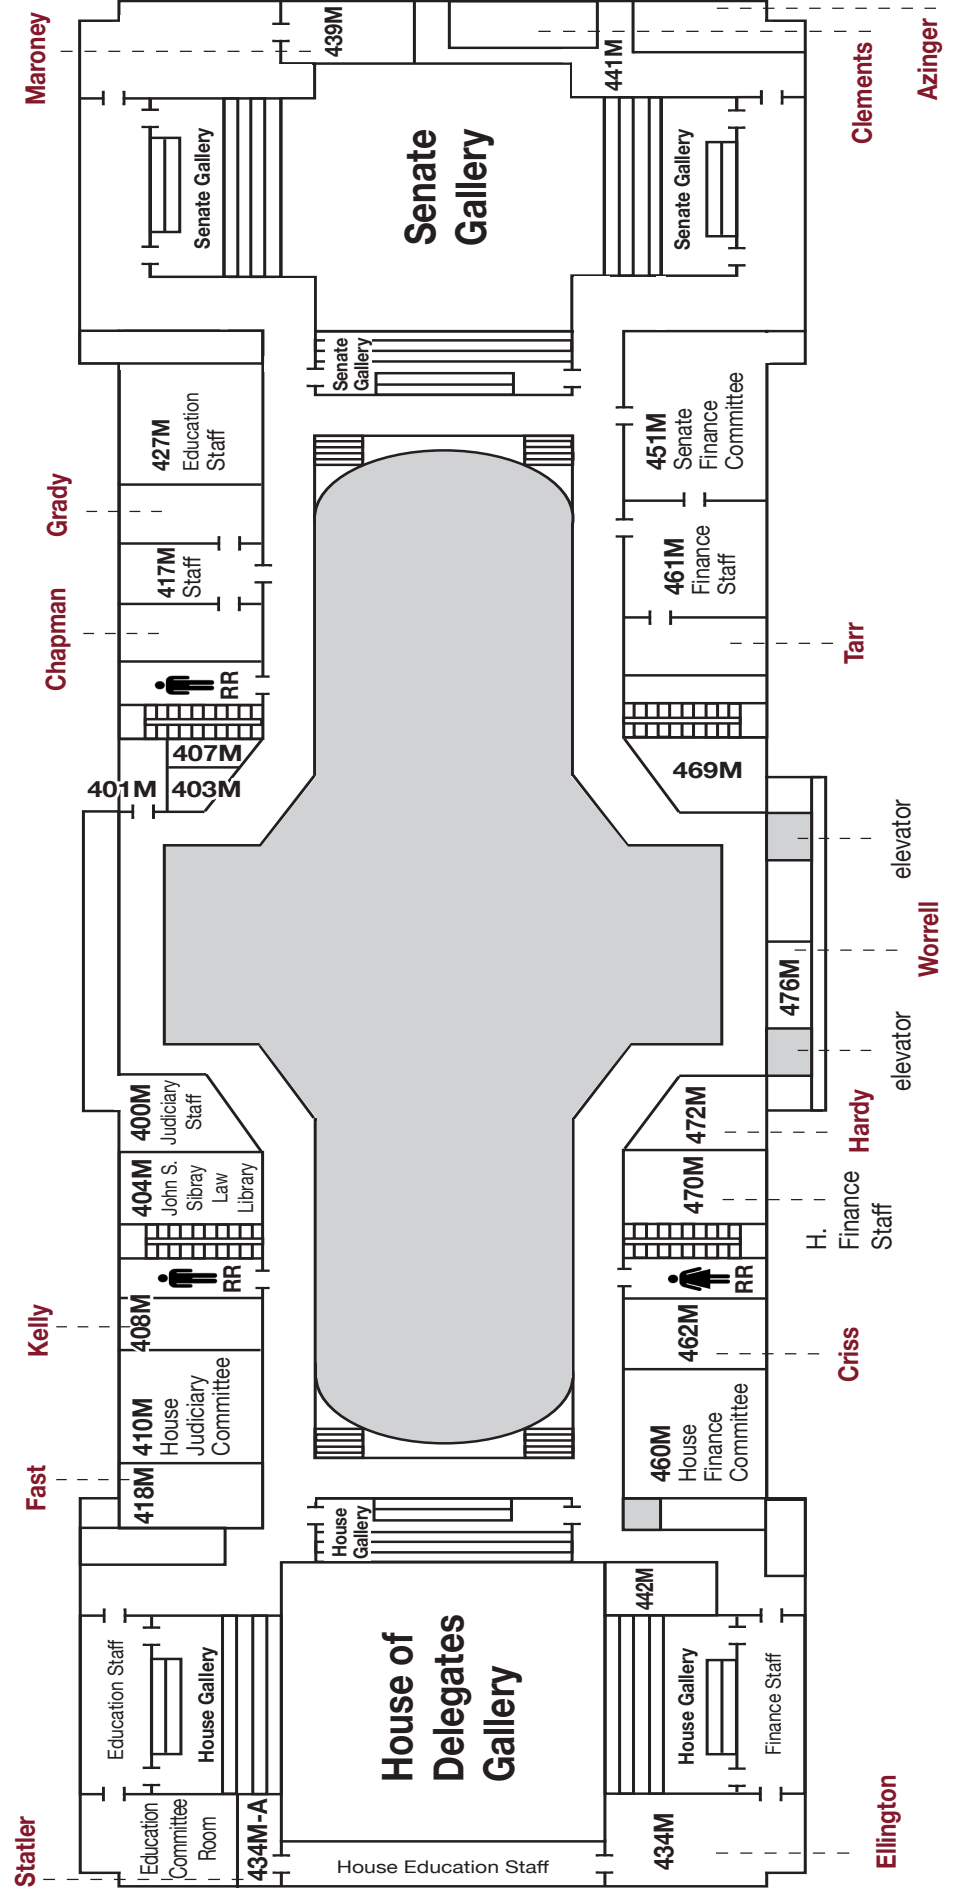 Maroney
439M
441M
Clements
Azinger
Senate Gallery
Senate
Gallery
Senate Gallery
Senate
Gallery
427M
Education
Staff
Grady
417M
Staff
Chapman
RR
407M
401M
403M
451M
Senate
Finance
Committee
461M
Finance
Staff
Tarr
469M
elevator
Worrell
476M
elevator
400M
Judiciary
Staff
404M
John S.
Sibray
Law
Library
RR
Kelly
408M
410M
House
Judiciary
Committee
Fast
418M
472M
Hardy
470M
H.
Finance
Staff
RR
462M
Criss
460M
House
Finance
Committee
House
Gallery
442M
Education Staff
House Gallery
House of
Delegates
Gallery
House Gallery
Finance Staff
Statler
Education
Committee
Room
434M-A
House Education Staff
434M
Ellington